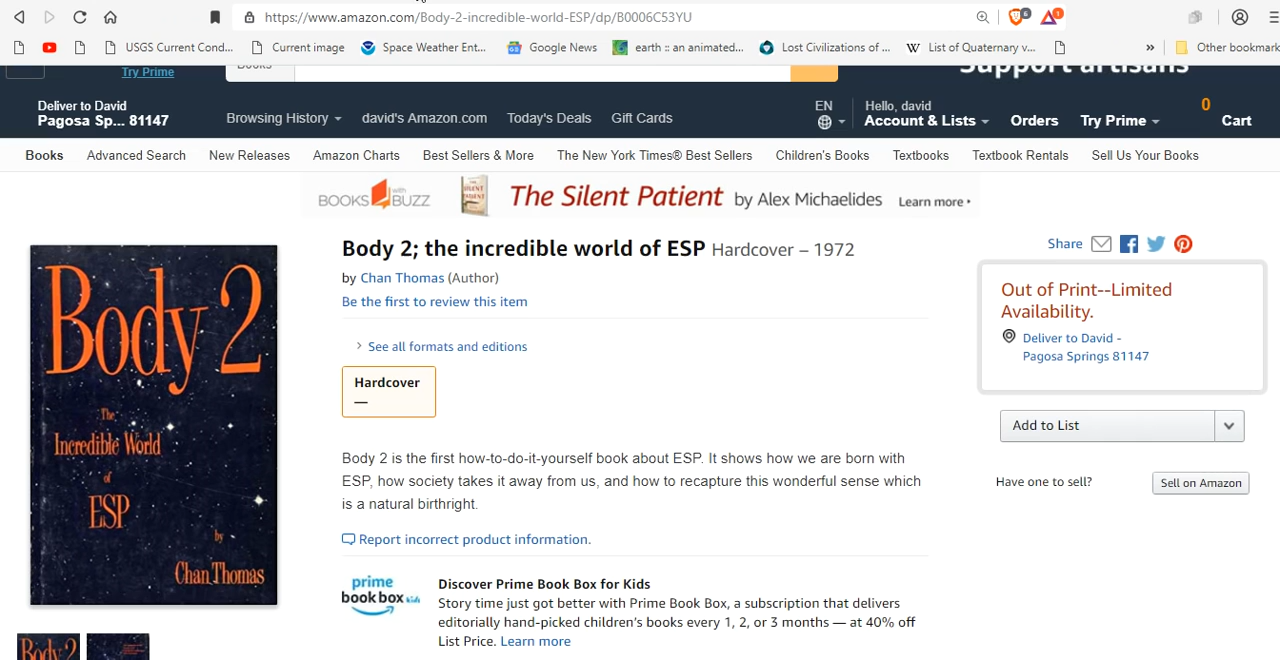 https://www.amazon.com/Body-2-incredible-world-ESP/dp/B0006C53YU
6
1
USGS Current Cond...
Current image
Space Weather Ent...
Google News
earth :: an animated...
Lost Civilizations of ...
List of Quaternary v...
»
Other bookmark
Try Prime
Books
Support artisans
Deliver to David
Pagosa Sp... 81147
Browsing History
david's Amazon.com
Today's Deals
Gift Cards
EN
Hello, david
Account & Lists
Orders
Try Prime
0
Cart
Books
Advanced Search
New Releases
Amazon Charts
Best Sellers & More
The New York Times® Best Sellers
Children's Books
Textbooks
Textbook Rentals
Sell Us Your Books
BOOKS with BUZZ
THE SILENT PATIENT
The Silent Patient by Alex Michaelides Learn more ▸
Body 2
The
Incredible World
of
ESP
by
Chan Thomas
Body 2; the incredible world of ESP Hardcover – 1972
by Chan Thomas (Author)
Be the first to review this item
See all formats and editions
Hardcover
—
Body 2 is the first how-to-do-it-yourself book about ESP. It shows how we are born with
ESP, how society takes it away from us, and how to recapture this wonderful sense which
is a natural birthright.
Report incorrect product information.
prime
book box kids
Discover Prime Book Box for Kids
Story time just got better with Prime Book Box, a subscription that delivers
editorially hand-picked children's books every 1, 2, or 3 months — at 40% off
List Price. Learn more
Share
Out of Print--Limited
Availability.
Deliver to David -
Pagosa Springs 81147
Add to List
Have one to sell?
Sell on Amazon
Body 2